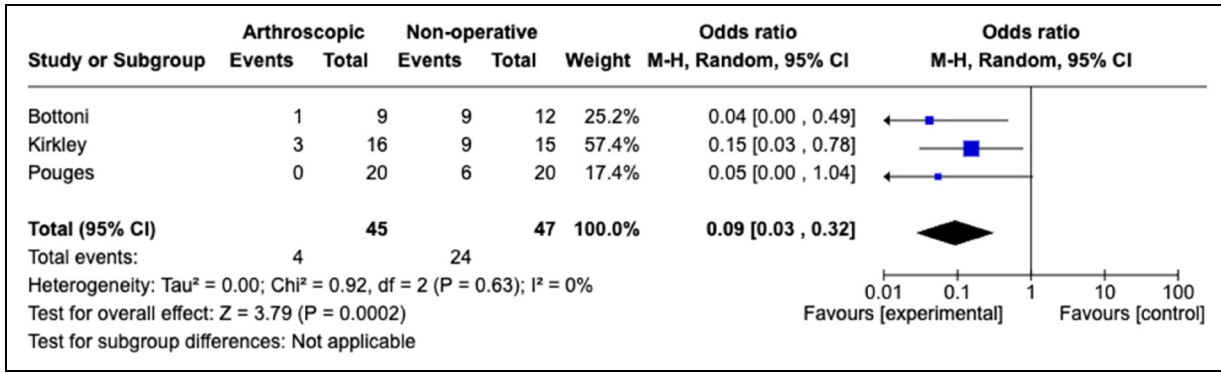 Arthroscopic Non-operative Odds ratio Odds ratio
Study or Subgroup Events Total Events Total Weight M-H, Random, 95% CI M-H, Random, 95% CI
Bottoni 1 9 9 12 25.2% 0.04 [0.00 , 0.49]
Kirkley 3 16 9 15 57.4% 0.15 [0.03 , 0.78]
Pouges 0 20 6 20 17.4% 0.05 [0.00 , 1.04]
Total (95% CI) 45 47 100.0% 0.09 [0.03 , 0.32]
Total events: 4 24
Heterogeneity: Tau² = 0.00; Chi² = 0.92, df = 2 (P = 0.63); I² = 0%
0.01 0.1 1 10 100
Test for overall effect: Z = 3.79 (P = 0.0002) Favours [experimental] Favours [control]
Test for subgroup differences: Not applicable